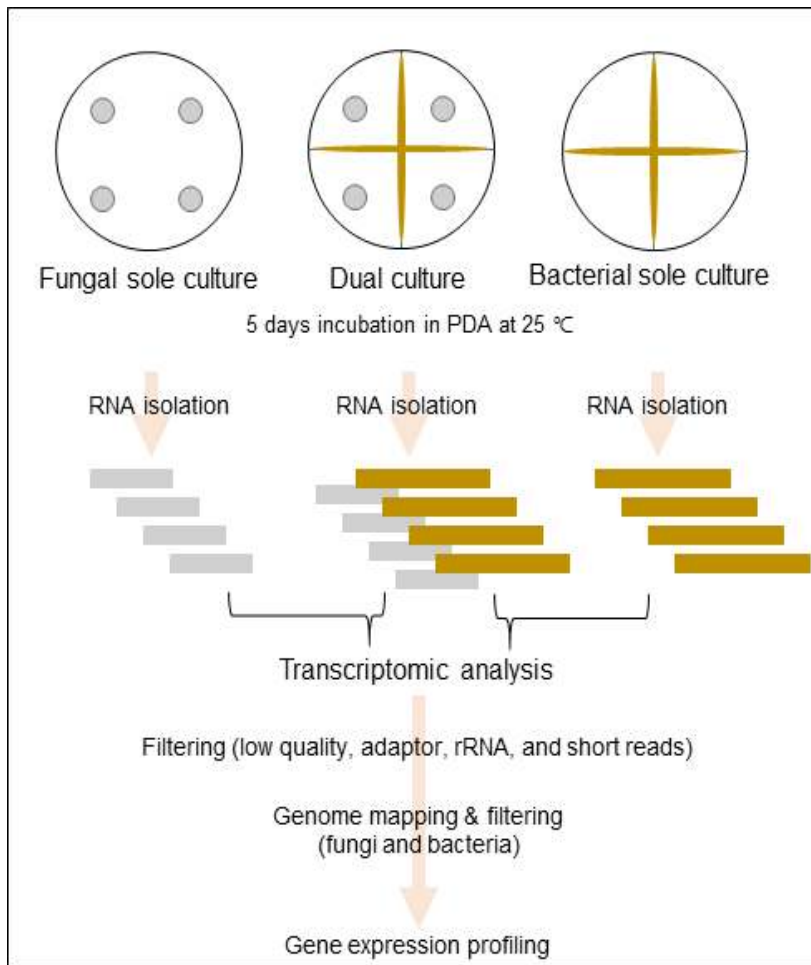 Fungal sole culture
Dual culture
Bacterial sole culture
5 days incubation in PDA at 25 ℃
RNA isolation
RNA isolation
RNA isolation
Transcriptomic analysis
Filtering (low quality, adaptor, rRNA, and short reads)
Genome mapping & filtering
(fungi and bacteria)
Gene expression profiling